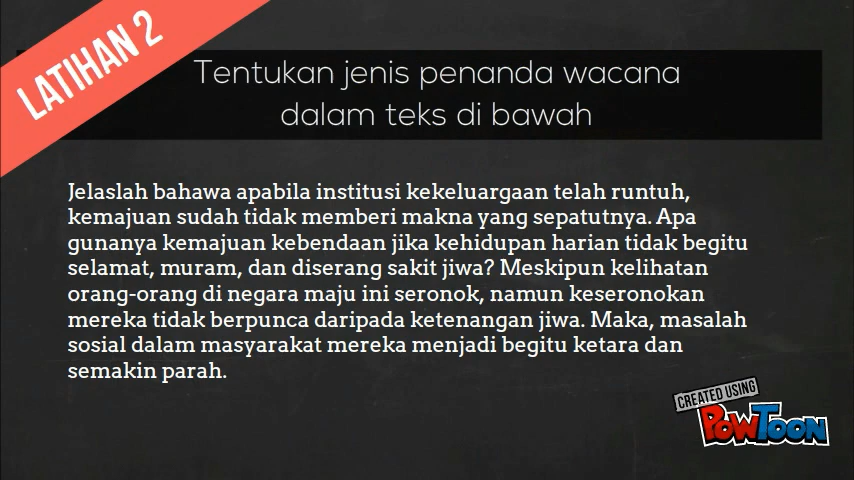 LATIHAN 2
Tentukan jenis penanda wacana
dalam teks di bawah
Jelaslah bahawa apabila institusi kekeluargaan telah runtuh,
kemajuan sudah tidak memberi makna yang sepatutnya. Apa
gunanya kemajuan kebendaan jika kehidupan harian tidak begitu
selamat, muram, dan diserang sakit jiwa? Meskipun kelihatan
orang-orang di negara maju ini seronok, namun keseronokan
mereka tidak berpunca daripada ketenangan jiwa. Maka, masalah
sosial dalam masyarakat mereka menjadi begitu ketara dan
semakin parah.
CREATED USING
POWTOON